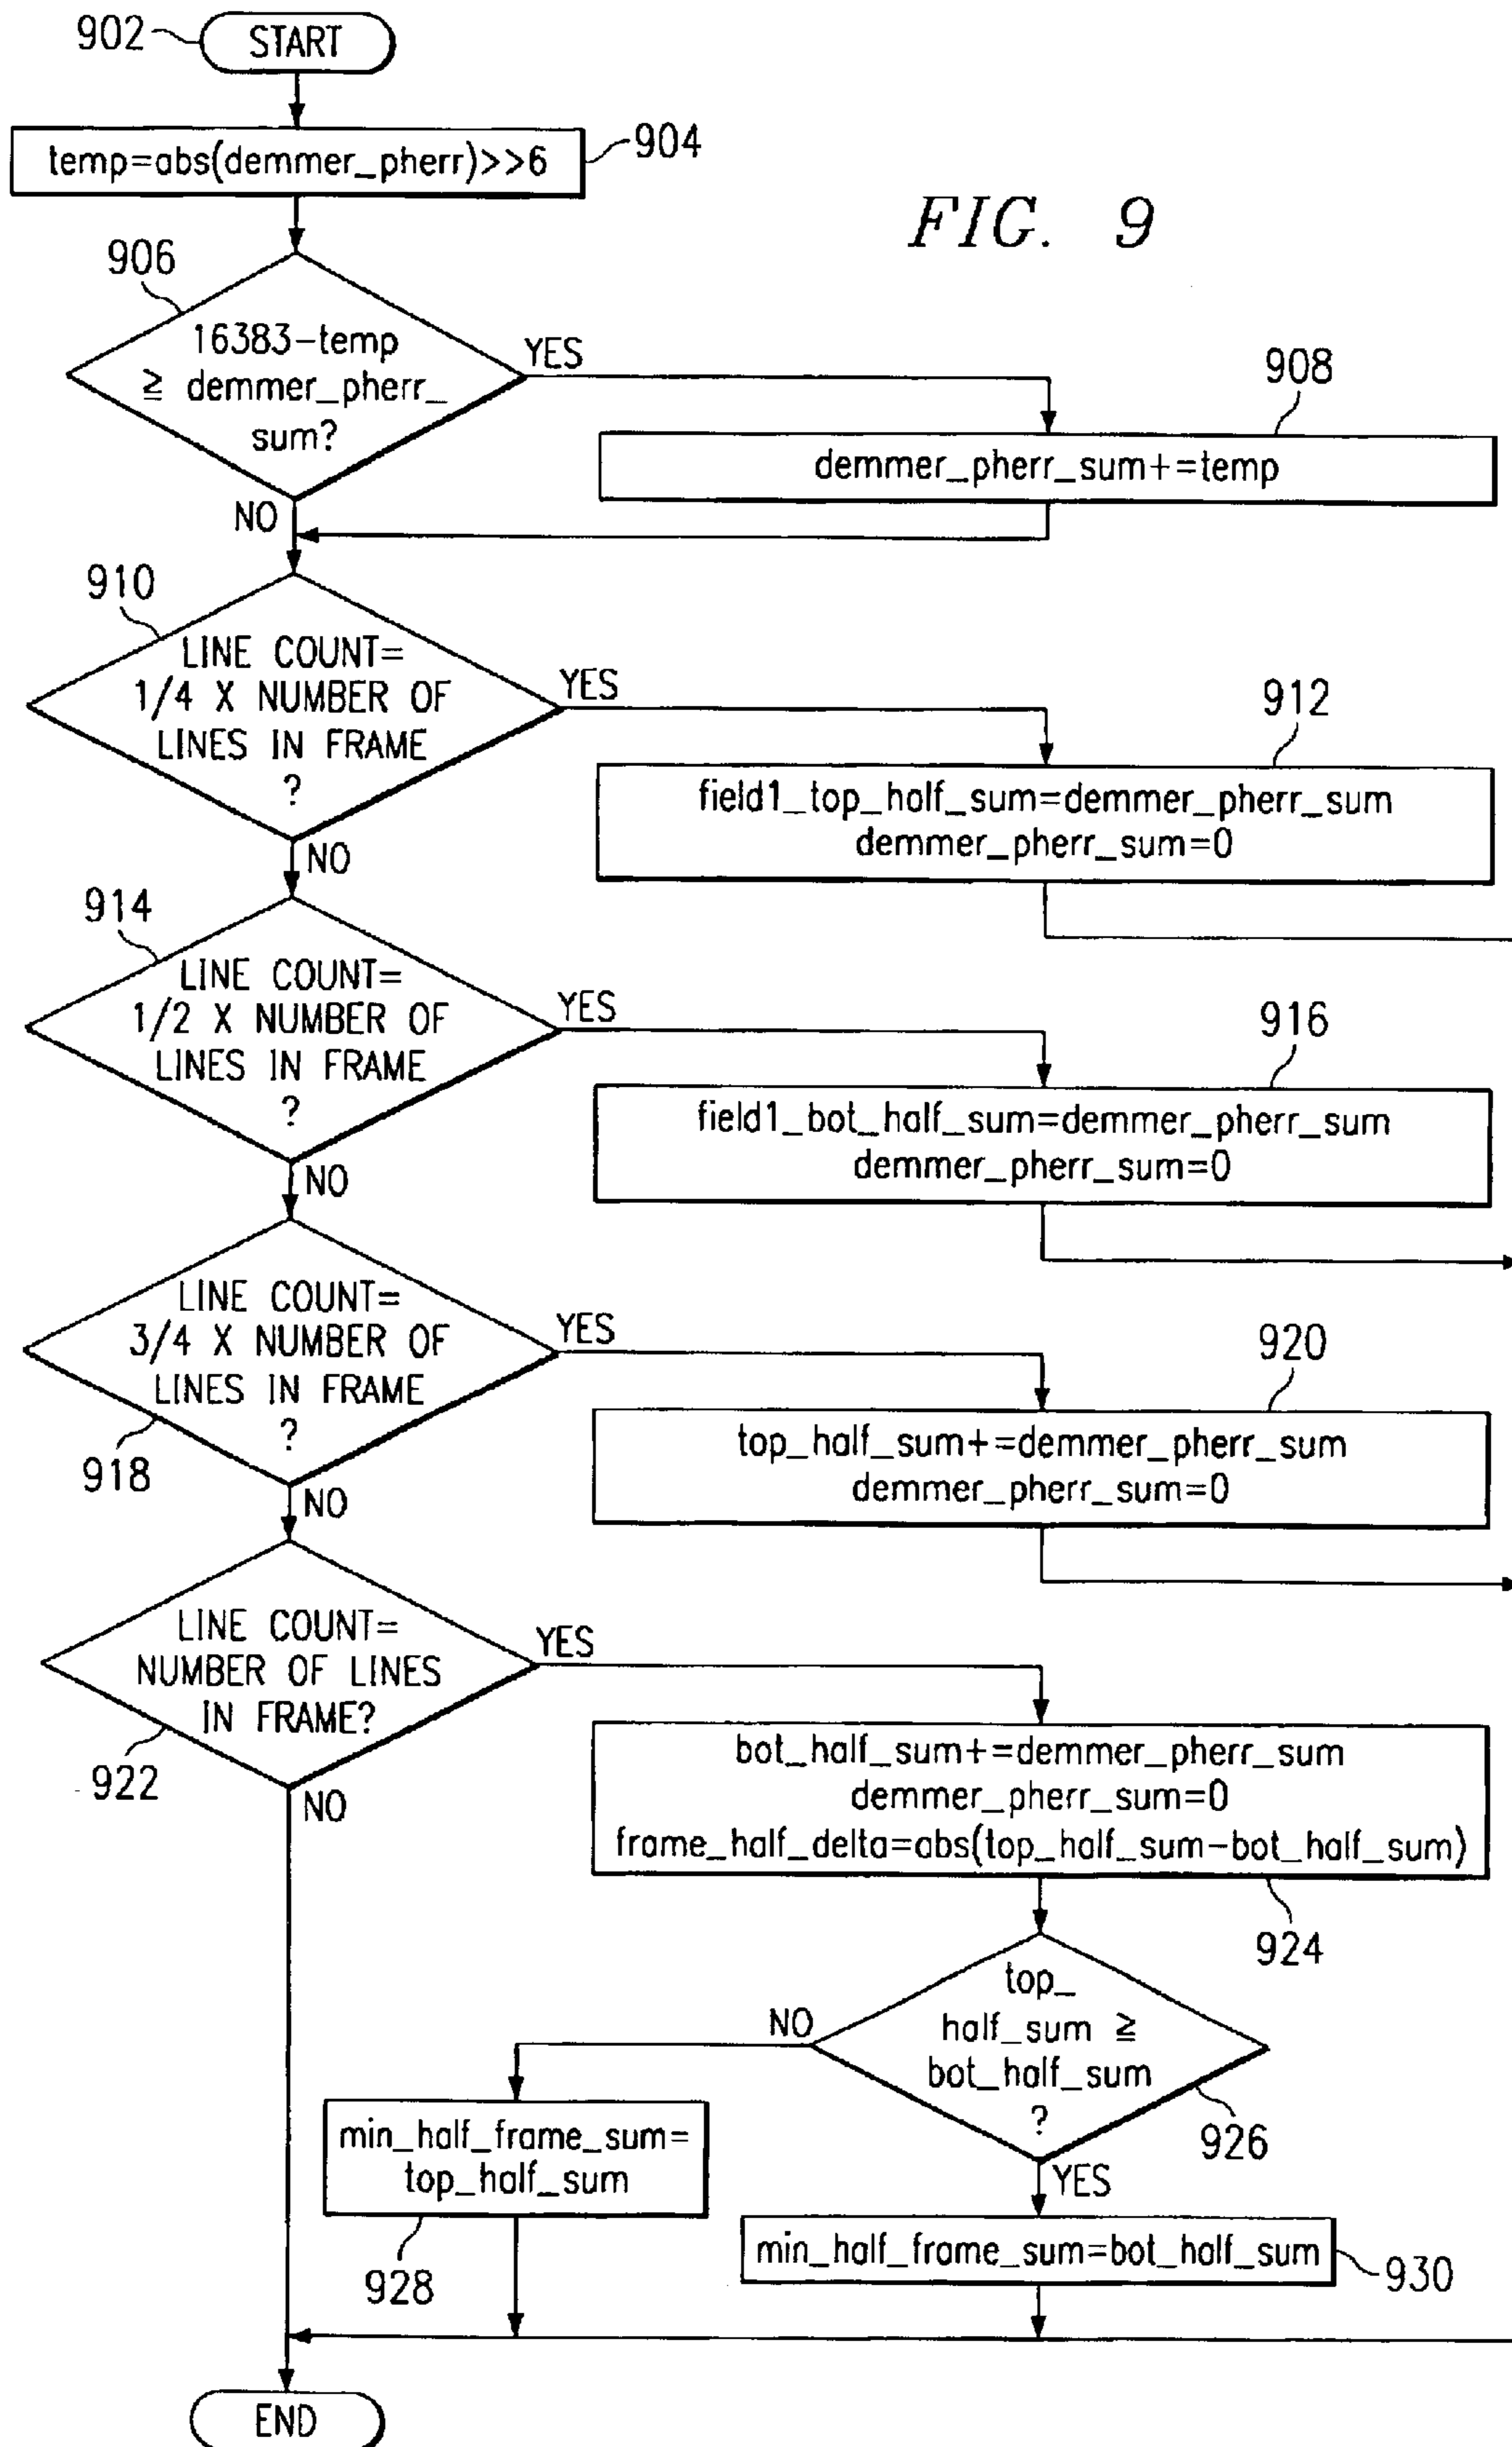 902
START
temp=abs(demmer_pherr)>>6
904
FIG. 9
906
16383-temp
≧ demmer_pherr_
sum?
YES
NO
908
demmer_pherr_sum+=temp
910
LINE COUNT=
1/4 X NUMBER OF
LINES IN FRAME
?
YES
NO
912
field1_top_half_sum=demmer_pherr_sum
demmer_pherr_sum=0
914
LINE COUNT=
1/2 X NUMBER OF
LINES IN FRAME
?
YES
NO
916
field1_bot_half_sum=demmer_pherr_sum
demmer_pherr_sum=0
LINE COUNT=
3/4 X NUMBER OF
LINES IN FRAME
?
918
YES
NO
920
top_half_sum+=demmer_pherr_sum
demmer_pherr_sum=0
LINE COUNT=
NUMBER OF LINES
IN FRAME?
922
YES
NO
bot_half_sum+=demmer_pherr_sum
demmer_pherr_sum=0
frame_half_delta=abs(top_half_sum-bot_half_sum)
924
top_
half_sum ≧
bot_half_sum
?
926
NO
YES
min_half_frame_sum=
top_half_sum
928
min_half_frame_sum=bot_half_sum
930
END